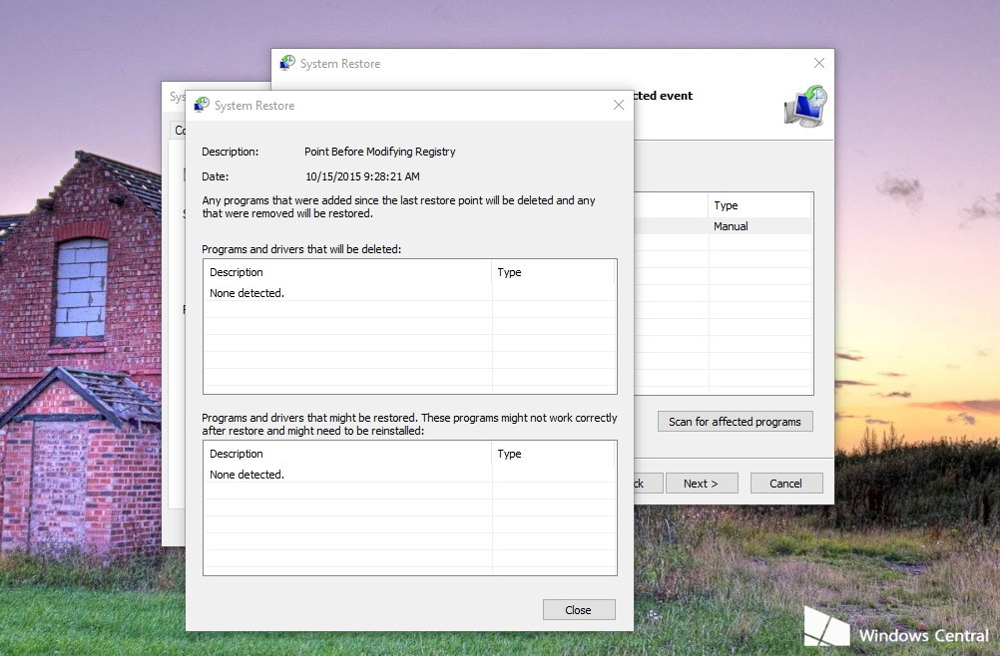 System Restore
cted event
Type
Manual
Scan for affected programs
Next >
Cancel
System Restore
Description: Point Before Modifying Registry
Date: 10/15/2015 9:28:21 AM
Any programs that were added since the last restore point will be deleted and any
that were removed will be restored.
Programs and drivers that will be deleted:
Description Type
None detected.
Programs and drivers that might be restored. These programs might not work correctly
after restore and might need to be reinstalled:
Description Type
None detected.
Close
Windows Central